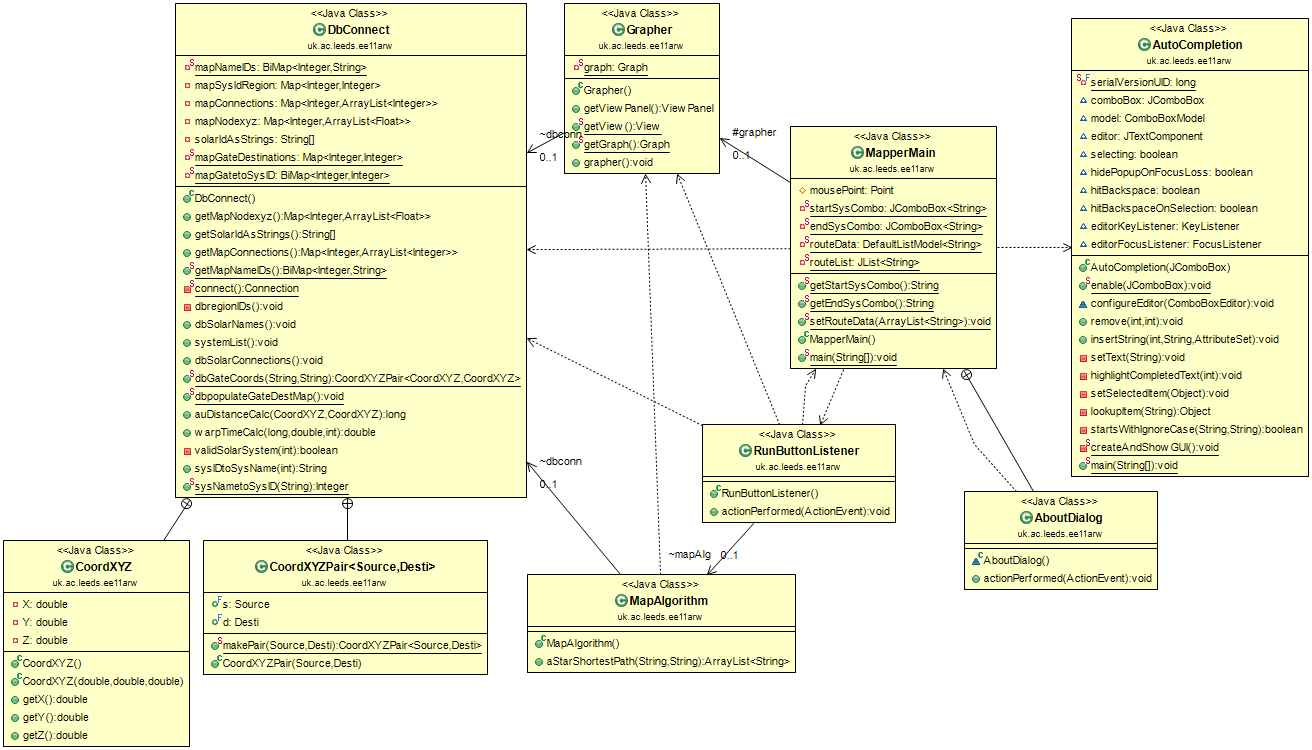 <<Java Class>>
DbConnect
uk.ac.leeds.ee11arw
mapNameIDs: BiMap<Integer,String>
mapSysIdRegion: Map<Integer,Integer>
mapConnections: Map<Integer,ArrayList<Integer>>
mapNodexyz: Map<Integer,ArrayList<Float>>
solarIdAsStrings: String[]
mapGateDestinations: Map<Integer,Integer>
mapGatetoSysID: BiMap<Integer,Integer>
DbConnect()
getMapNodexyz():Map<Integer,ArrayList<Float>>
getSolarIdAsStrings():String[]
getMapConnections():Map<Integer,ArrayList<Integer>>
getMapNameIDs():BiMap<Integer,String>
connect():Connection
dbregionIDs():void
dbSolarNames():void
systemList():void
dbSolarConnections():void
dbGateCoords(String,String):CoordXYZPair<CoordXYZ,CoordXYZ>
dbpopulateGateDestMap():void
auDistanceCalc(CoordXYZ,CoordXYZ):long
warpTimeCalc(long,double,int):double
validSolarSystem(int):boolean
sysIDtoSysName(int):String
sysNametoSysID(String):Integer
<<Java Class>>
Grapher
uk.ac.leeds.ee11arw
graph: Graph
Grapher()
getViewPanel():ViewPanel
getView():View
getGraph():Graph
grapher():void
~dbconn
0..1
#grapher
0..1
<<Java Class>>
MapperMain
uk.ac.leeds.ee11arw
mousePoint: Point
startSysCombo: JComboBox<String>
endSysCombo: JComboBox<String>
routeData: DefaultListModel<String>
routeList: JList<String>
getStartSysCombo():String
getEndSysCombo():String
setRouteData(ArrayList<String>):void
MapperMain()
main(String[]):void
<<Java Class>>
AutoCompletion
uk.ac.leeds.ee11arw
serialVersionUID: long
comboBox: JComboBox
model: ComboBoxModel
editor: JTextComponent
selecting: boolean
hidePopupOnFocusLoss: boolean
hitBackspace: boolean
hitBackspaceOnSelection: boolean
editorKeyListener: KeyListener
editorFocusListener: FocusListener
AutoCompletion(JComboBox)
enable(JComboBox):void
configureEditor(ComboBoxEditor):void
remove(int,int):void
insertString(int,String,AttributeSet):void
setText(String):void
highlightCompletedText(int):void
setSelectedItem(Object):void
lookupItem(String):Object
startsWithIgnoreCase(String,String):boolean
createAndShowGUI():void
main(String[]):void
<<Java Class>>
RunButtonListener
uk.ac.leeds.ee11arw
RunButtonListener()
actionPerformed(ActionEvent):void
~dbconn
0..1
~mapAlg
0..1
<<Java Class>>
AboutDialog
uk.ac.leeds.ee11arw
AboutDialog()
actionPerformed(ActionEvent):void
<<Java Class>>
CoordXYZ
uk.ac.leeds.ee11arw
X: double
Y: double
Z: double
CoordXYZ()
CoordXYZ(double,double,double)
getX():double
getY():double
getZ():double
<<Java Class>>
CoordXYZPair<Source,Desti>
uk.ac.leeds.ee11arw
s: Source
d: Desti
makePair(Source,Desti):CoordXYZPair<Source,Desti>
CoordXYZPair(Source,Desti)
<<Java Class>>
MapAlgorithm
uk.ac.leeds.ee11arw
MapAlgorithm()
aStarShortestPath(String,String):ArrayList<String>